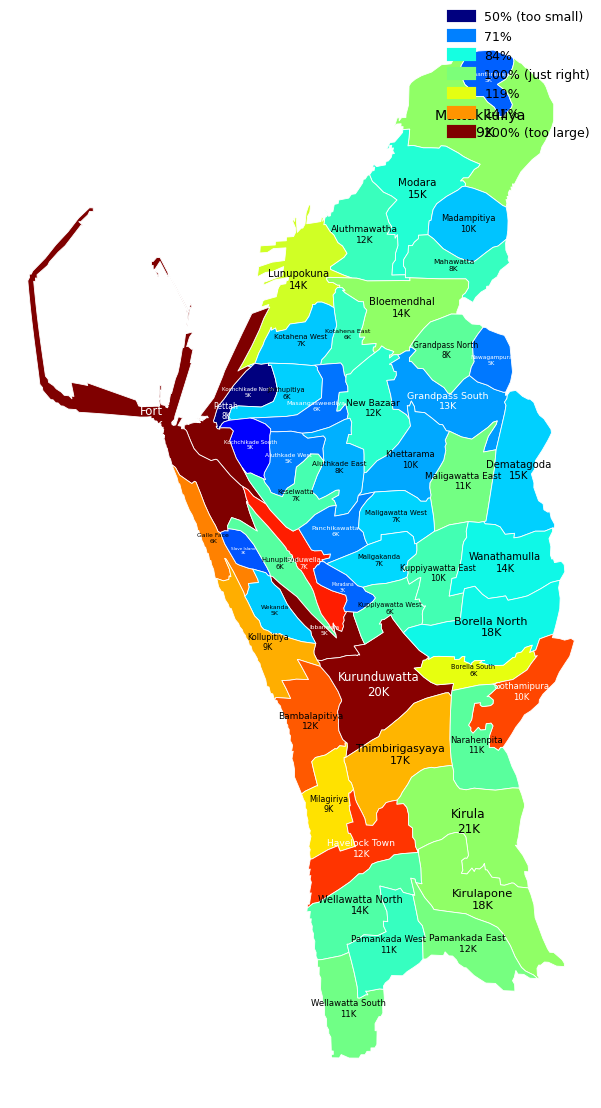 50% (too small)
71%
84%
100% (just right)
119%
141%
200% (too large)
Mattakkuliya
Modara
15K
Madampitiya
10K
Aluthmawatha
12K
Mahawatta
8K
Lunupokuna
14K
Bloemendhal
14K
Kotahena West
7K
Kotahena East
6K
Grandpass North
8K
Nawagampura
5K
Kochchikade North
5K
6K
Masangasweediya
6K
Grandpass South
13K
New Bazaar
12K
Fort
Pettah
Kochchikade South
5K
Aluthkade West
5K
Aluthkade East
8K
Khettarama
10K
Maligawatta East
11K
Dematagoda
15K
Keselwatta
7K
Maligawatta West
7K
Panchikawatta
6K
Galle Face
6K
Slave Island
Hunupitiya
6K
7K
Maligakanda
7K
Kuppiyawatta East
10K
Wanathamulla
14K
Maradana
3K
Wekanda
5K
Kuppiyawatta West
6K
Ibbanwala
5K
Borella North
18K
Kollupitiya
9K
Kurunduwatta
20K
Borella South
6K
Gothamipura
10K
Bambalapitiya
12K
Narahenpita
11K
Thimbirigasyaya
17K
Milagiriya
9K
Kirula
21K
Havelock Town
12K
Wellawatta North
14K
Kirulapone
18K
Pamankada West
11K
Pamankada East
12K
Wellawatta South
11K